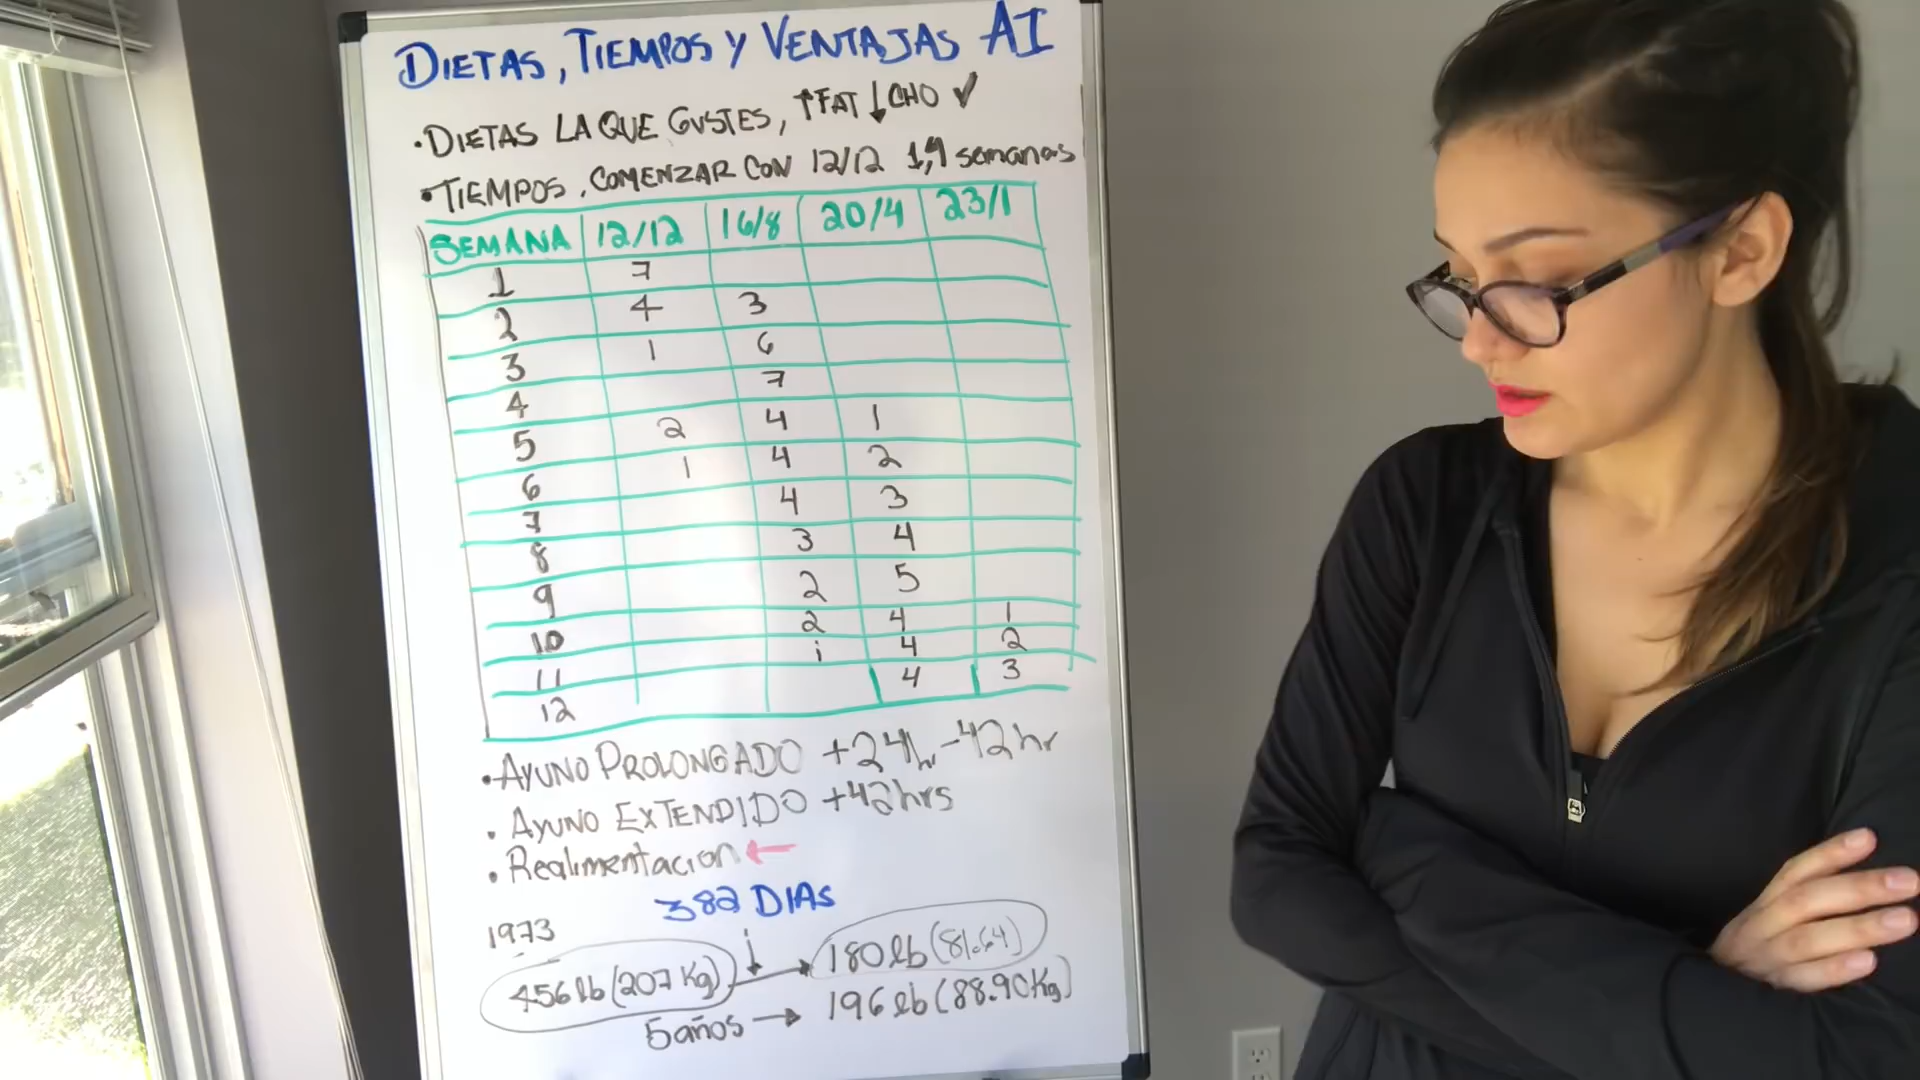 DIETAS, TIEMPOS Y VENTAJAS AI
• DIETAS LA QUE GUSTES, ↑FAT ↓CHO ✓
• TIEMPOS, COMENZAR CON 12/12 1,4 semanas
SEMANA 12/12 16/8 20/4 23/1
1 7
2 4 3
3 1 6
4 7
5 2 4 1
6 1 4 2
7 4 3
8 3 4
9 2 5
10 2 4 1
11 i 4 2
12 4 3
• AYUNO PROLONGADO +24hr-42hr
• AYUNO EXTENDIDO +42hrs
• Realimentacion ←
382 DIAS
1973
456lb (207 Kg) → 180lb (81.64)
5 años → 196lb (88.90Kg)